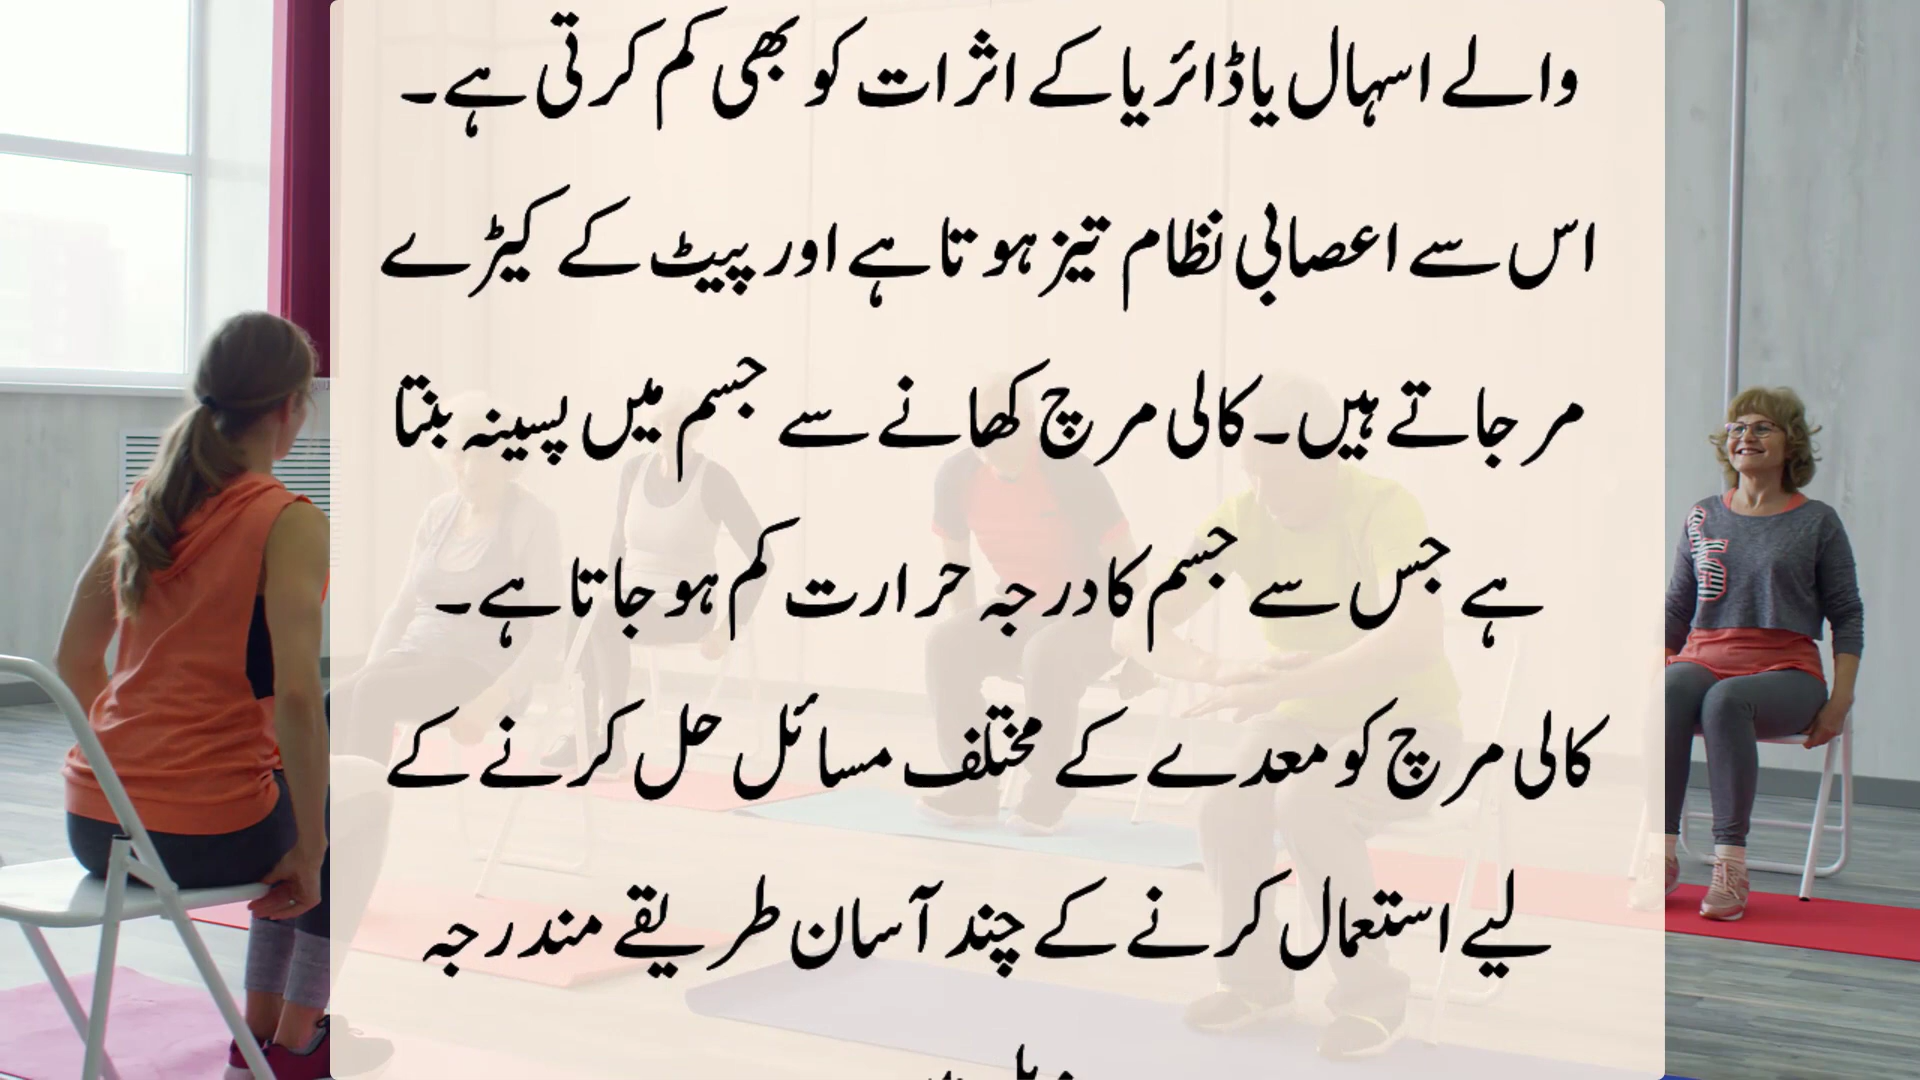 والے اسہال یا ڈائریا کے اثرات کو بھی کم کرتی ہے۔
اس سے اعصابی نظام تیز ہوتا ہے اور پیٹ کے کیڑے
مر جاتے ہیں۔ کالی مرچ کھانے سے جسم میں پسینہ بنتا
ہے جس سے جسم کا درجہ حرارت کم ہو جاتا ہے۔
کالی مرچ کو معدے کے مختلف مسائل حل کرنے کے
لیے استعمال کرنے کے چند آسان طریقے مندرجہ